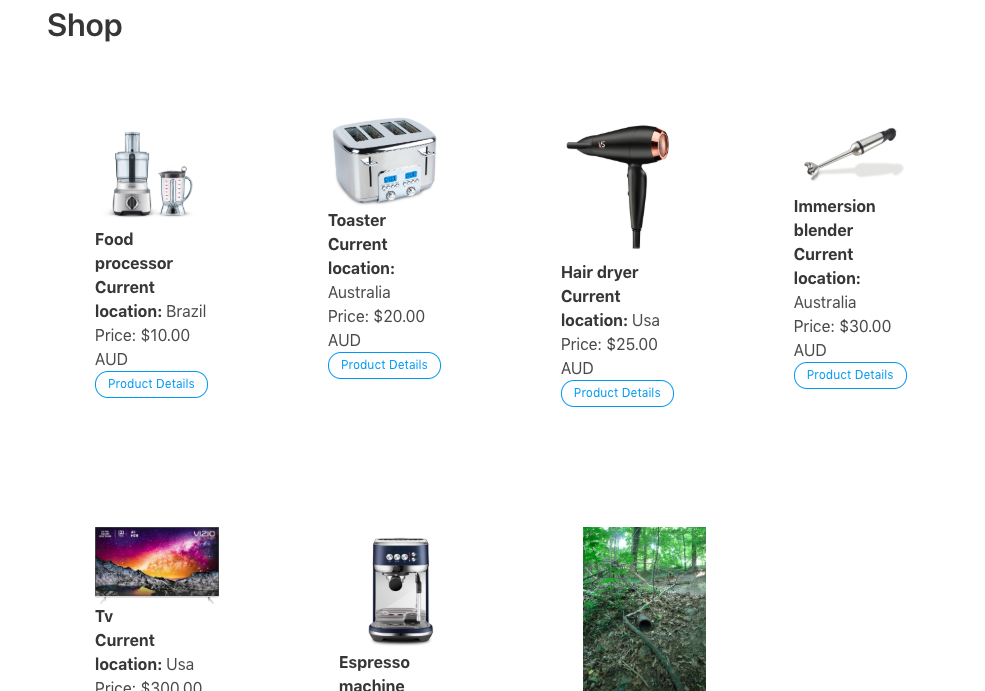 Shop
Food
processor
Current
location: Brazil
Price: $10.00
AUD
Product Details
Toaster
Current
location:
Australia
Price: $20.00
AUD
Product Details
VS
Hair dryer
Current
location: Usa
Price: $25.00
AUD
Product Details
Immersion
blender
Current
location:
Australia
Price: $30.00
AUD
Product Details
VIZIO
Tv
Current
location: Usa
Price: $300.00
Espresso
machine